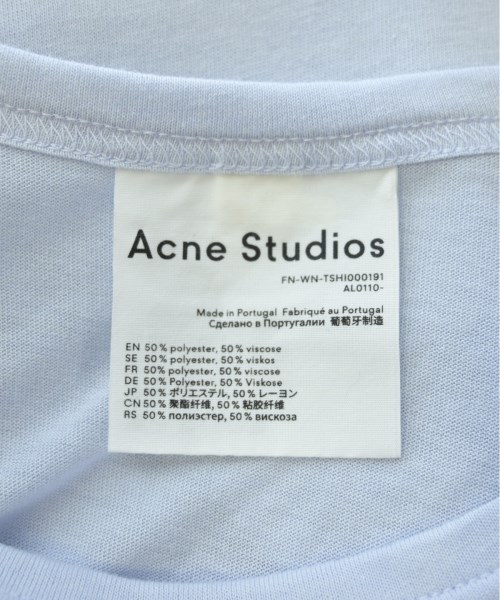 Acne Studios
FN-WN-TSHI000191
AL0110-
Made in Portugal Fabriqué au Portugal
Сделано в Португалии 葡萄牙制造
EN 50% polyester, 50% viscose
SE 50% polyester, 50% viskos
FR 50% polyester, 50% viscose
DE 50% Polyester, 50% Viskose
JP 50% ポリエステル, 50% レーヨン
CN 50% 聚酯纤维, 50% 粘胶纤维
RS 50% полиэстер, 50% вискоза